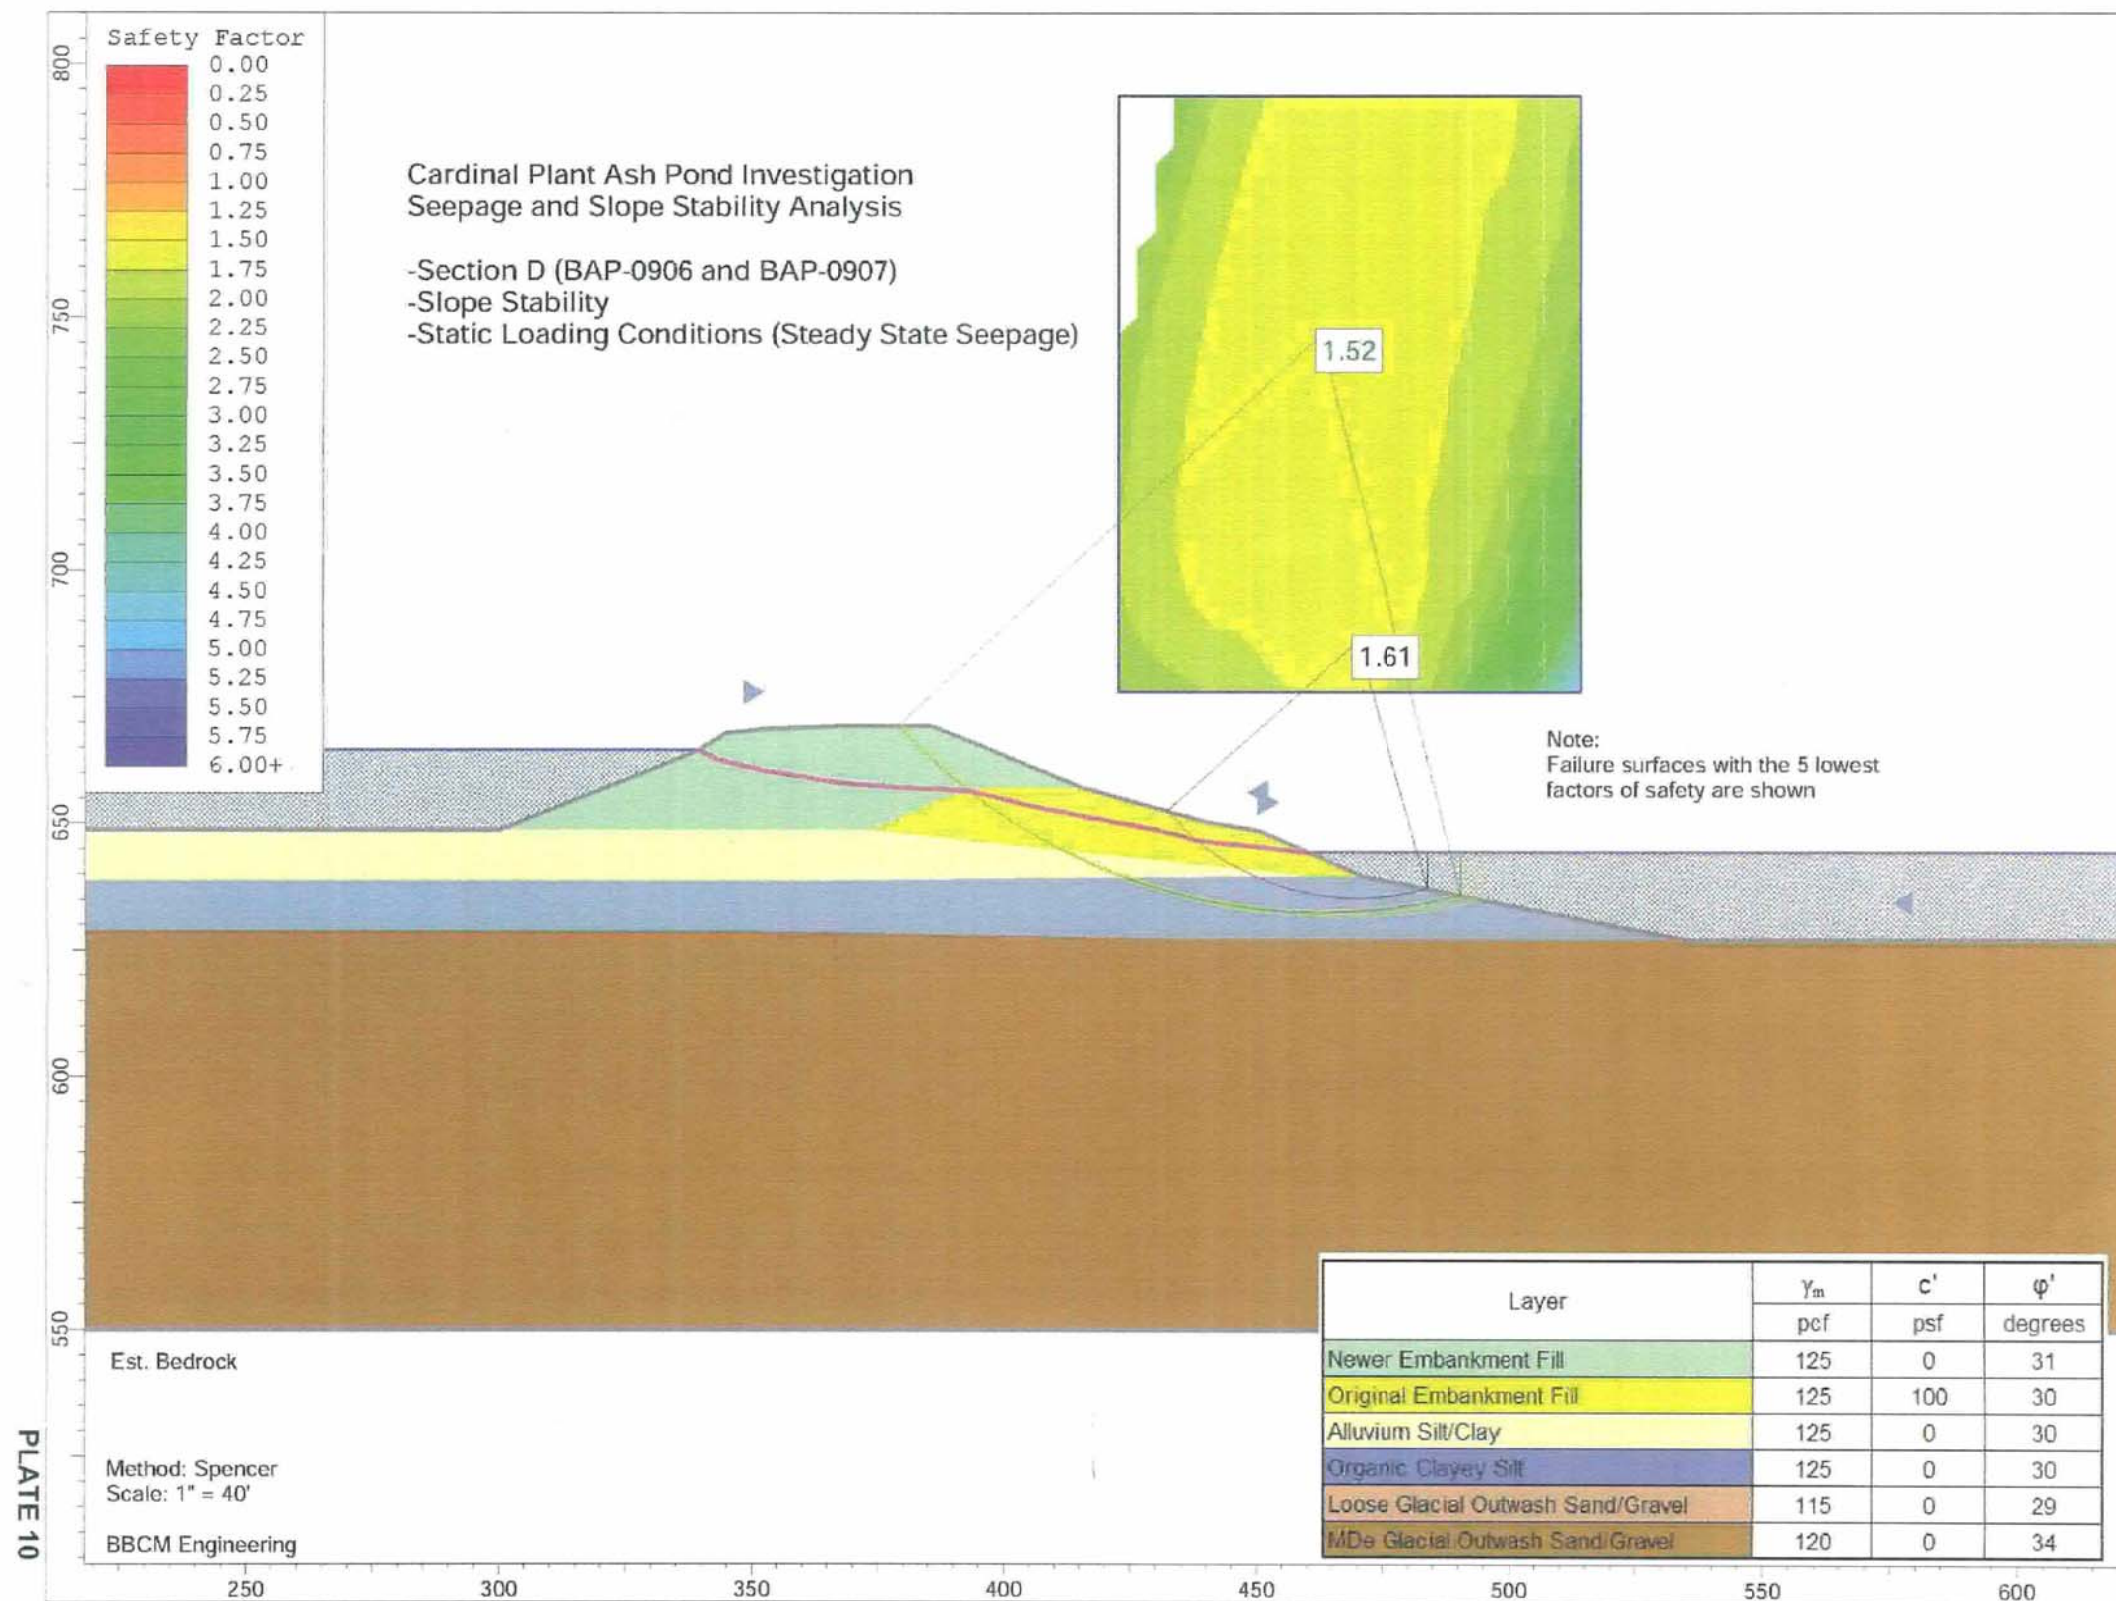 Safety Factor
0.00
0.25
0.50
0.75
1.00
1.25
1.50
1.75
2.00
2.25
2.50
2.75
3.00
3.25
3.50
3.75
4.00
4.25
4.50
4.75
5.00
5.25
5.50
5.75
6.00+
800
750
700
650
600
550
Cardinal Plant Ash Pond Investigation
Seepage and Slope Stability Analysis
-Section D (BAP-0906 and BAP-0907)
-Slope Stability
-Static Loading Conditions (Steady State Seepage)
1.52
1.61
Note:
Failure surfaces with the 5 lowest
factors of safety are shown
Layer γm c' φ'
pcf psf degrees
Newer Embankment Fill 125 0 31
Original Embankment Fill 125 100 30
Alluvium Silt/Clay 125 0 30
Organic Clayey Silt 125 0 30
Loose Glacial Outwash Sand/Gravel 115 0 29
MDe Glacial Outwash Sand/Gravel 120 0 34
Est. Bedrock
Method: Spencer
Scale: 1" = 40'
BBCM Engineering
250 300 350 400 450 500 550 600
PLATE 10